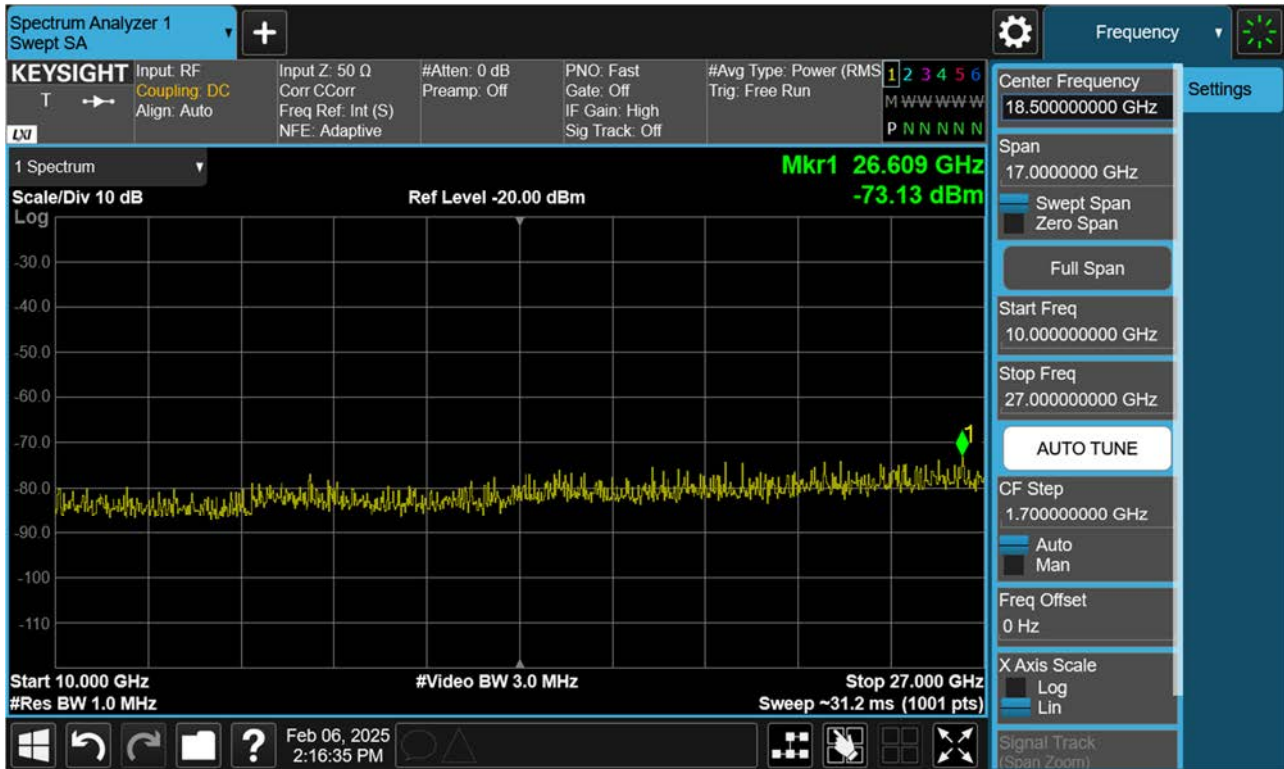 Spectrum Analyzer 1
Swept SA
+
Frequency
KEYSIGHT
T
LXI
Input: RF
Coupling: DC
Align: Auto
Input Z: 50 Ω
Corr CCorr
Freq Ref: Int (S)
NFE: Adaptive
#Atten: 0 dB
Preamp: Off
PNO: Fast
Gate: Off
IF Gain: High
Sig Track: Off
#Avg Type: Power (RMS
Trig: Free Run
1 2 3 4 5 6
M W W W W W
P N N N N N
1 Spectrum
Mkr1 26.609 GHz
Scale/Div 10 dB
Ref Level -20.00 dBm
-73.13 dBm
Log
-30.0
-40.0
-50.0
-60.0
-70.0
-80.0
-90.0
-100
-110
1
Start 10.000 GHz
#Video BW 3.0 MHz
Stop 27.000 GHz
#Res BW 1.0 MHz
Sweep ~31.2 ms (1001 pts)
?
Feb 06, 2025
2:16:35 PM
Center Frequency
18.500000000 GHz
Settings
Span
17.0000000 GHz
Swept Span
Zero Span
Full Span
Start Freq
10.000000000 GHz
Stop Freq
27.000000000 GHz
AUTO TUNE
CF Step
1.700000000 GHz
Auto
Man
Freq Offset
0 Hz
X Axis Scale
Log
Lin
Signal Track
(Span Zoom)